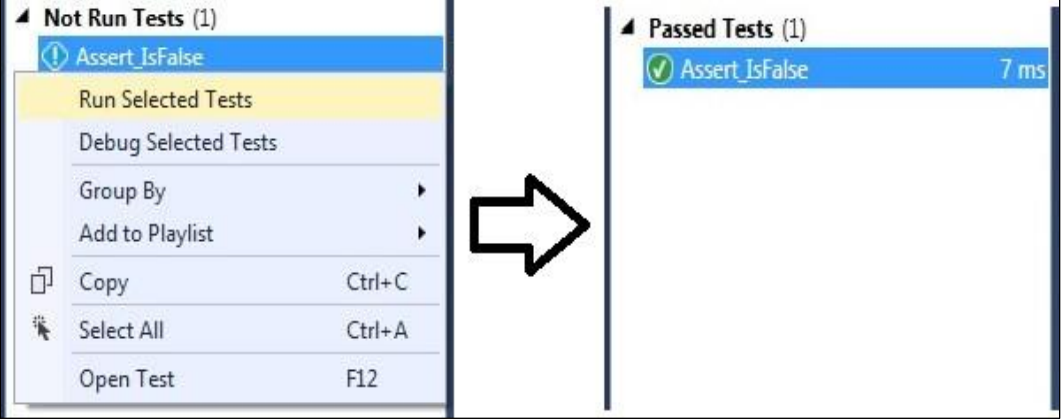 Not Run Tests (1)
Assert_IsFalse
Run Selected Tests
Debug Selected Tests
Group By
Add to Playlist
Copy Ctrl+C
Select All Ctrl+A
Open Test F12
Passed Tests (1)
Assert_IsFalse 7 ms